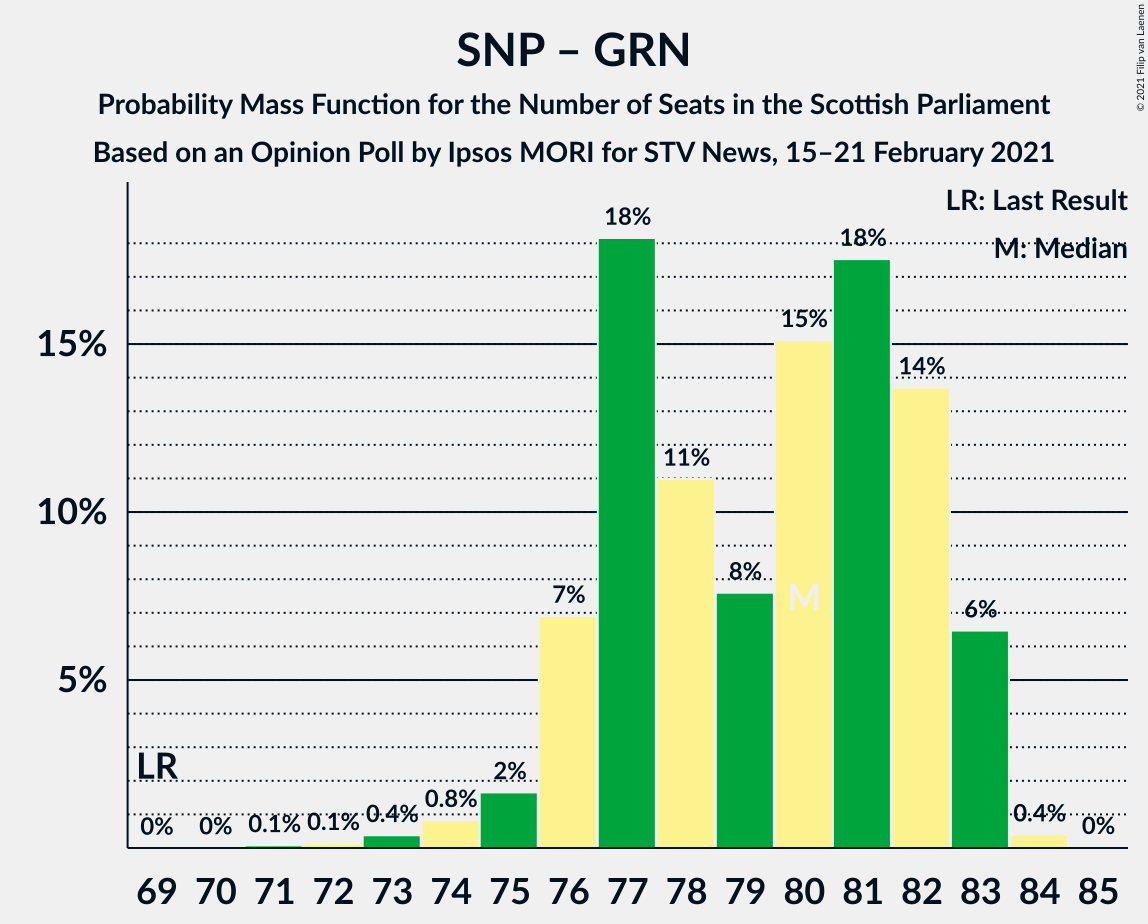 SNP – GRN
Probability Mass Function for the Number of Seats in the Scottish Parliament
Based on an Opinion Poll by Ipsos MORI for STV News, 15–21 February 2021
© 2021 Filip van Laenen
LR: Last Result
M: Median
15%
10%
5%
LR
0%
0%
0.1%
0.1%
0.4%
0.8%
2%
7%
18%
11%
8%
15%
M
18%
14%
6%
0.4%
0%
69 70 71 72 73 74 75 76 77 78 79 80 81 82 83 84 85